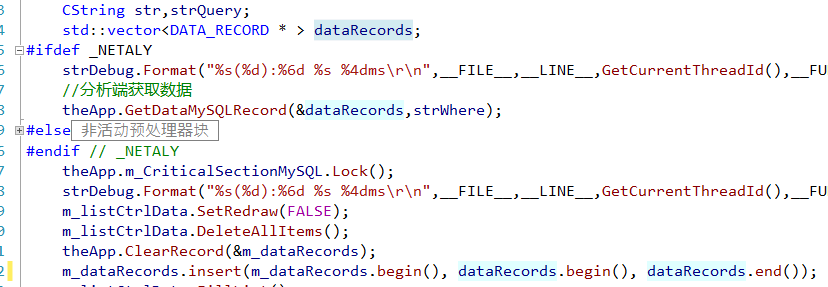 3 CString str,strQuery;
4 std::vector<DATA_RECORD * > dataRecords;
5 #ifdef _NETALY
6 strDebug.Format("%s(%d):%6d %s %4dms\r\n",__FILE__,__LINE__,GetCurrentThreadId(),__FU
7 //分析端获取数据
8 theApp.GetDataMySQLRecord(&dataRecords,strWhere);
9 #else 非活动预处理器块
6 #endif // _NETALY
7 theApp.m_CriticalSectionMySQL.Lock();
8 strDebug.Format("%s(%d):%6d %s %4dms\r\n",__FILE__,__LINE__,GetCurrentThreadId(),__FU
9 m_listCtrlData.SetRedraw(FALSE);
0 m_listCtrlData.DeleteAllItems();
1 theApp.ClearRecord(&m_dataRecords);
2 m_dataRecords.insert(m_dataRecords.begin(), dataRecords.begin(), dataRecords.end());